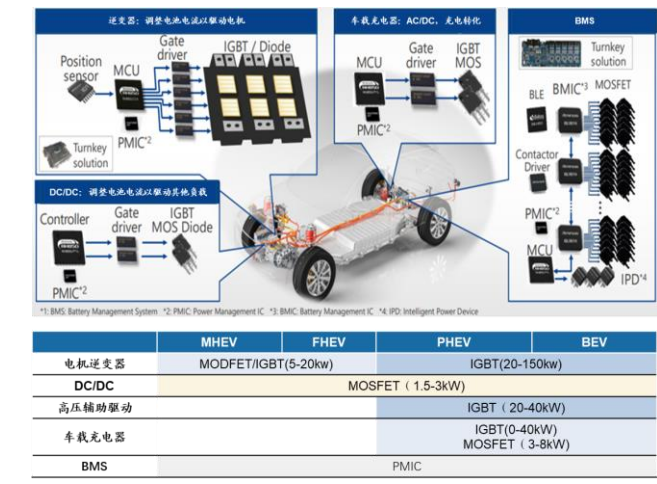 逆变器：调整电池电流以驱动电机
Position
sensor
MCU
Gate
driver
IGBT / Diode
PMIC*2
Turnkey
solution
车载充电器：AC/DC，充电转化
MCU
Gate
driver
IGBT
MOS
PMIC*2
BMS
Turnkey
solution
BLE
BMIC*3
MOSFET
Contactor
Driver
PMIC*2
MCU
IPD*4
DC/DC：调整电池电流以驱动其他负载
Controller
Gate
driver
IGBT
MOS Diode
PMIC*2
*1: BMS: Battery Management System *2: PMIC: Power Management IC *3: BMIC: Battery Management IC *4: IPD: Intelligent Power Device
MHEV FHEV PHEV BEV
电机逆变器 MODFET/IGBT(5-20kw) IGBT(20-150kw)
DC/DC MOSFET（1.5-3kW）
高压辅助驱动 IGBT（20-40kW)
车载充电器 IGBT(0-40kW)
MOSFET（3-8kW）
BMS PMIC